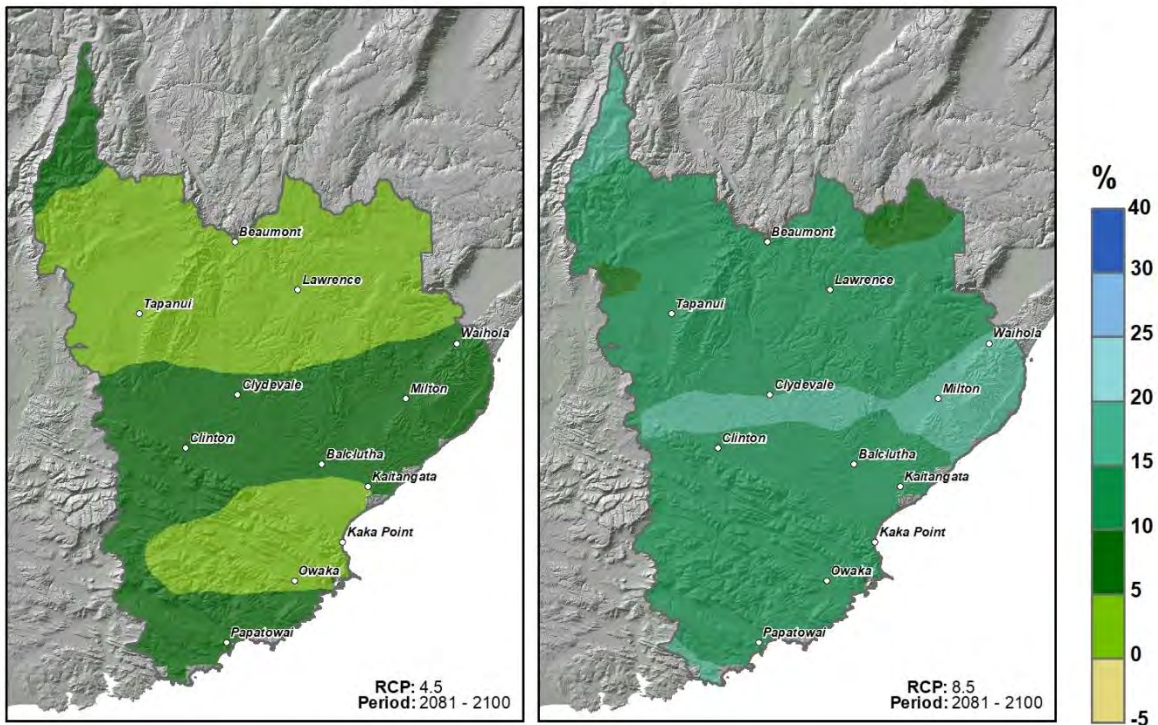 Beaumont
Lawrence
Tapanui
Waihola
Clydevale
Milton
Clinton
Balclutha
Kaitangata
Kaka Point
Owaka
Papatowai
RCP: 4.5
Period: 2081 - 2100
Beaumont
Lawrence
Tapanui
Waihola
Clydevale
Milton
Clinton
Balclutha
Kaitangata
Kaka Point
Owaka
Papatowai
RCP: 8.5
Period: 2081 - 2100
%
40
30
25
20
15
10
5
0
-5